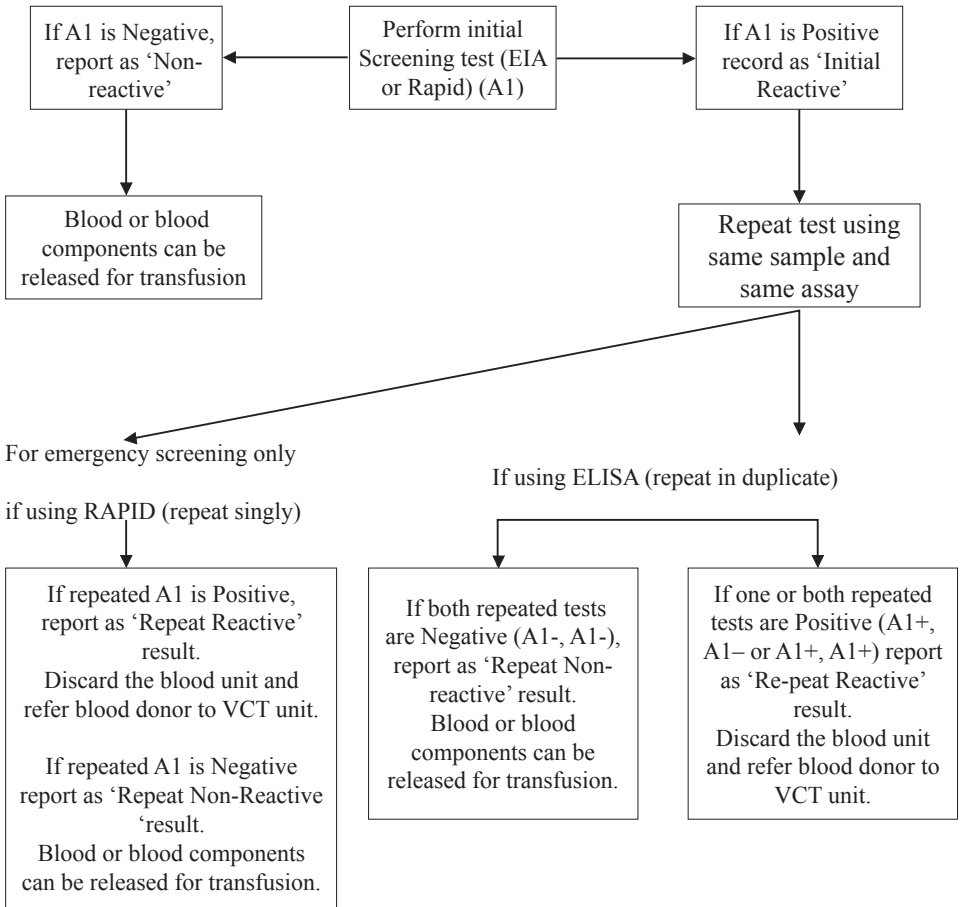 If A1 is Negative,
report as ‘Non-
reactive’
Perform initial
Screening test (EIA
or Rapid) (A1)
If A1 is Positive
record as ‘Initial
Reactive’
Blood or blood
components can be
released for transfusion
Repeat test using
same sample and
same assay
For emergency screening only
if using RAPID (repeat singly)
If using ELISA (repeat in duplicate)
If repeated A1 is Positive,
report as ‘Repeat Reactive’
result.
Discard the blood unit and
refer blood donor to VCT unit.
If repeated A1 is Negative
report as ‘Repeat Non-Reactive
‘result.
Blood or blood components
can be released for transfusion.
If both repeated tests
are Negative (A1-, A1-),
report as ‘Repeat Non-
reactive’ result.
Blood or blood
components can be
released for transfusion.
If one or both repeated
tests are Positive (A1+,
A1– or A1+, A1+) report
as ‘Re-peat Reactive’
result.
Discard the blood unit
and refer blood donor to
VCT unit.